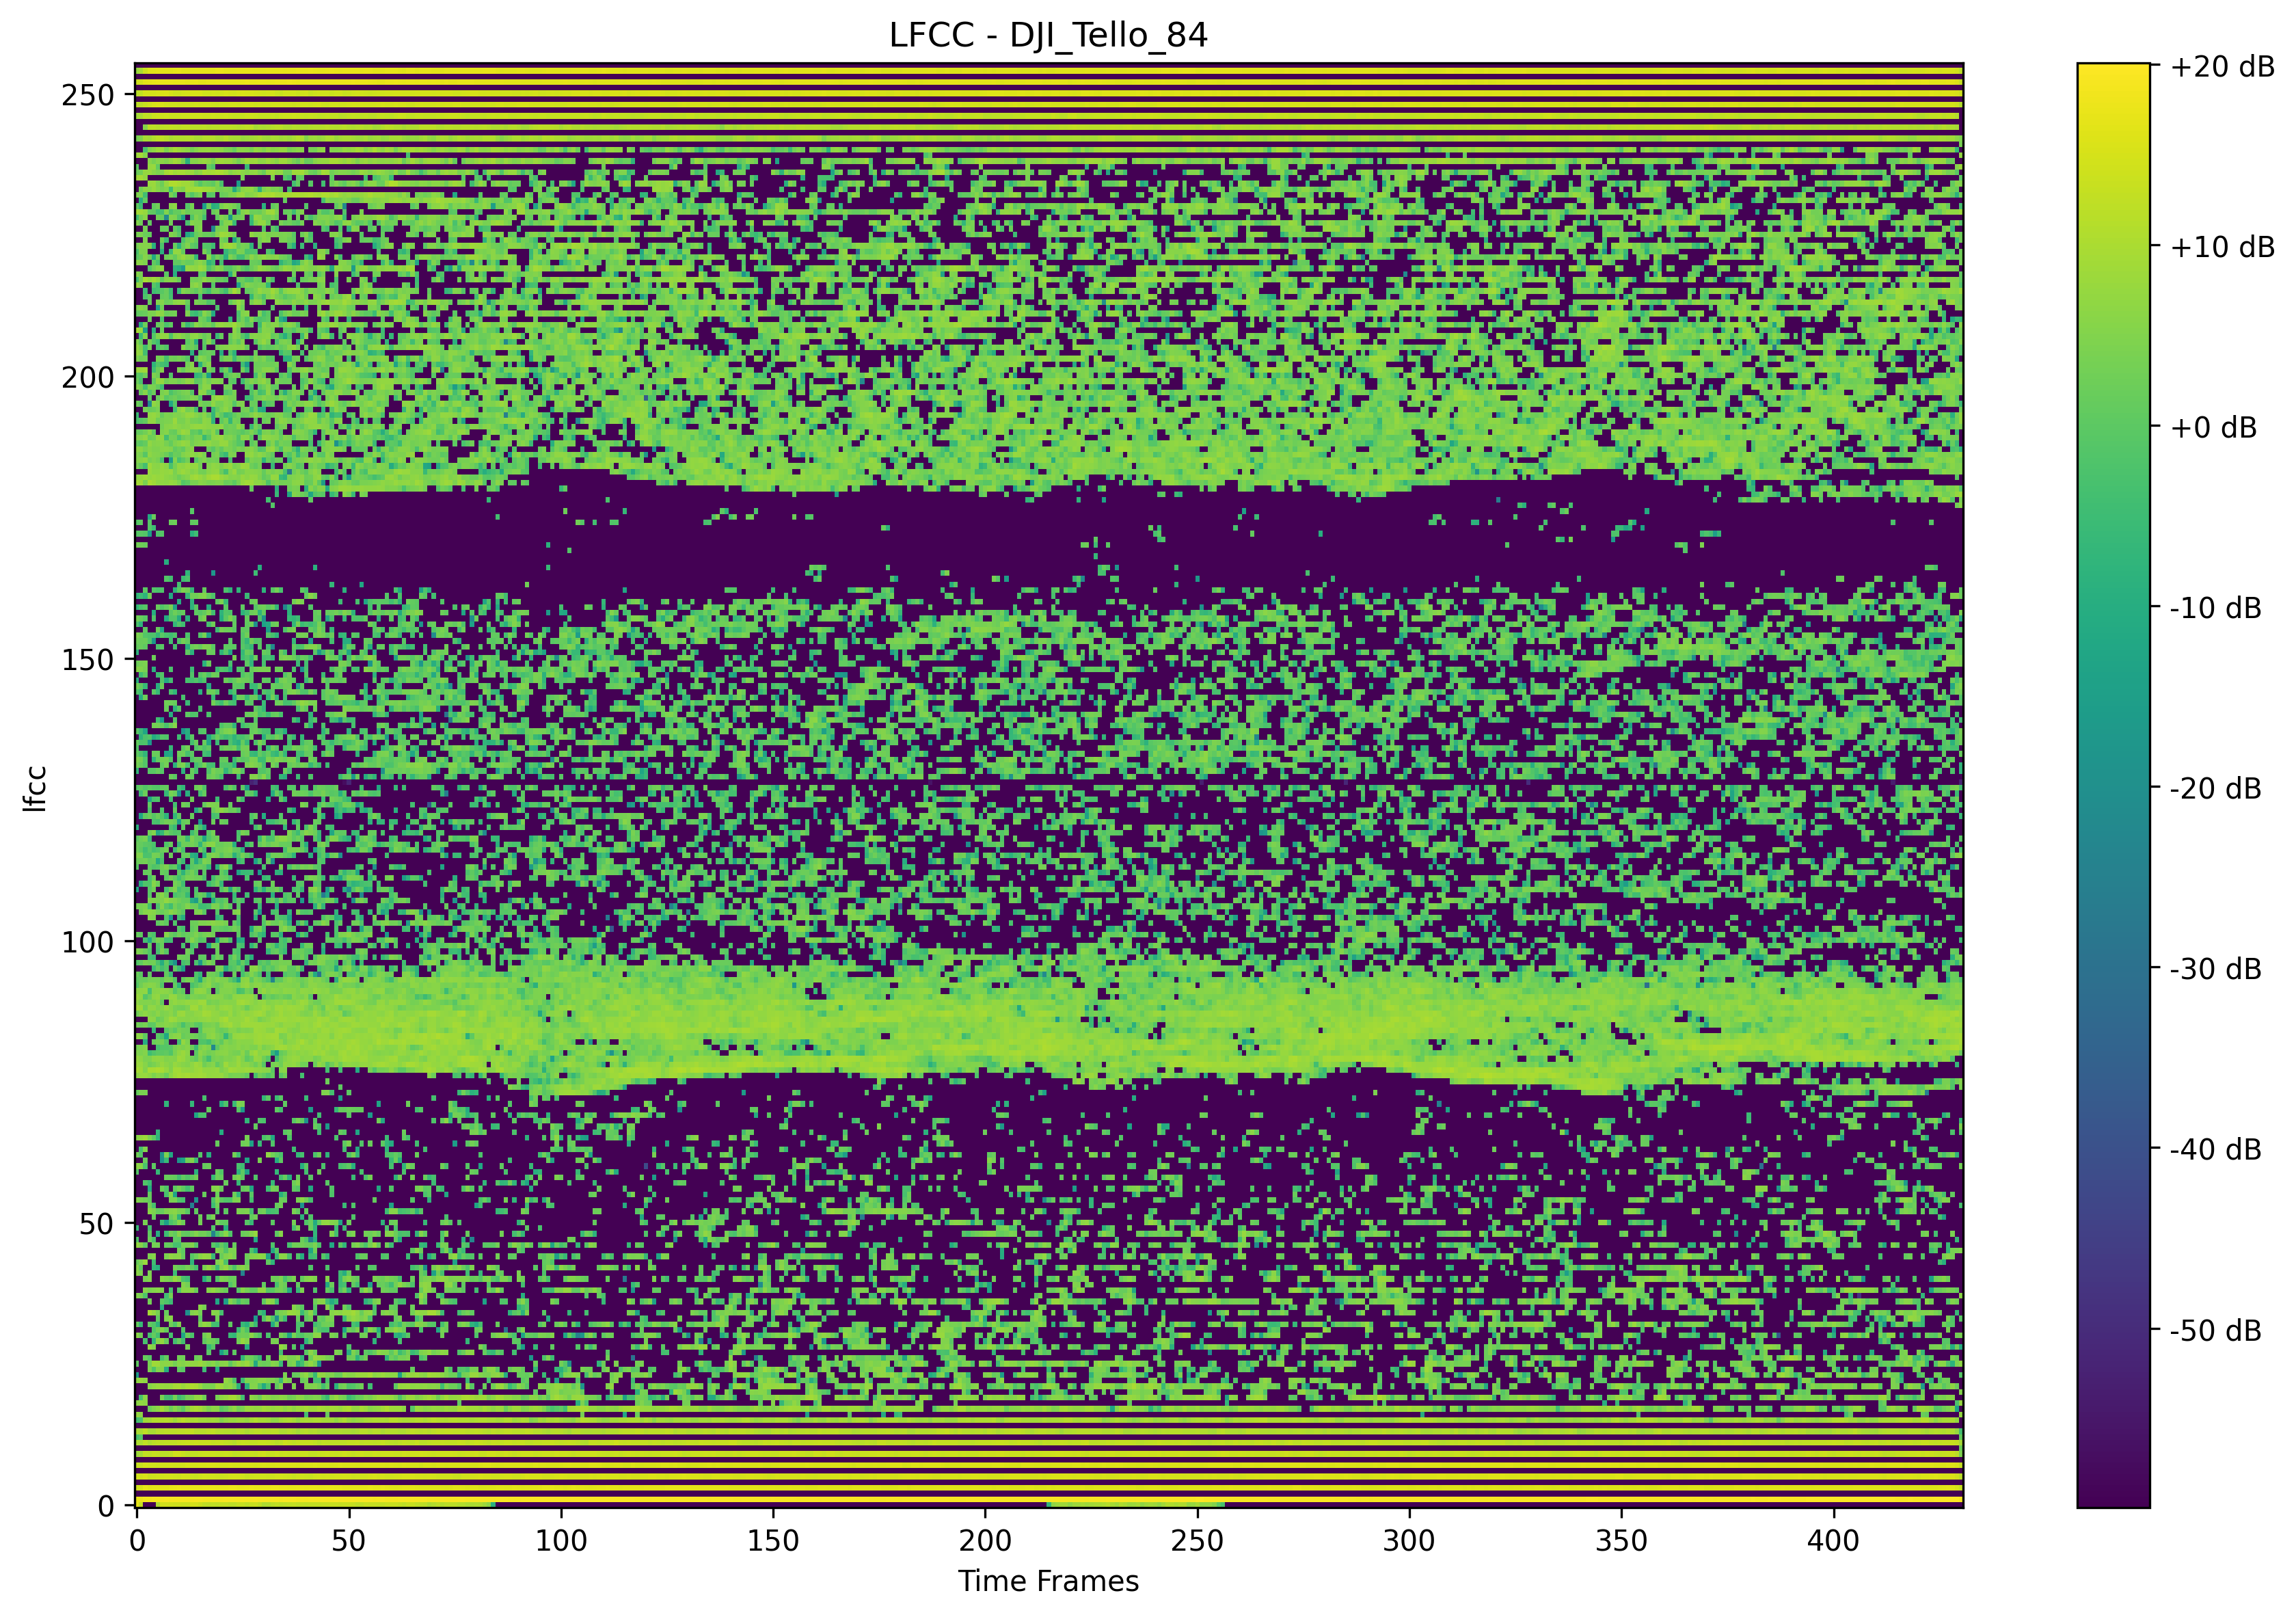 LFCC - DJI_Tello_84
250
200
150
100
50
0
lfcc
0 50 100 150 200 250 300 350 400
Time Frames
+20 dB
+10 dB
+0 dB
-10 dB
-20 dB
-30 dB
-40 dB
-50 dB